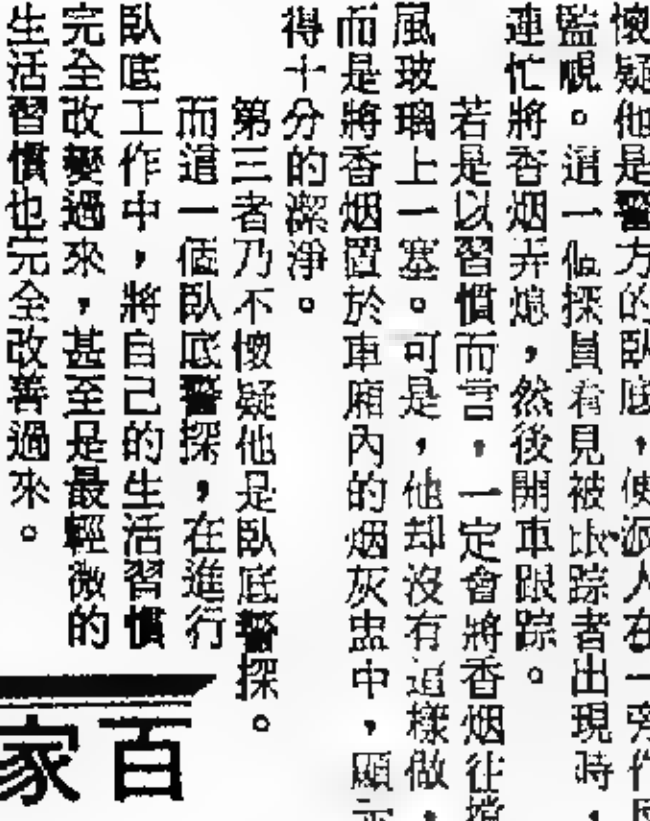 懷疑他是警方的臥底，使派人在一旁作
監視。這一個探員看見被跟踪者出現時，
連忙將香烟弄熄，然後開車跟踪。
若是以習慣而言，一定會將香烟往擋
風玻璃上一塞。可是，他却沒有這樣做，
而是將香烟置於車廂內的烟灰盅中，顯示
得十分的潔淨。
第三者乃不懷疑他是臥底警探。
而這一個臥底警探，在進行
臥底工作中，將自己的生活習慣
完全改變過來，甚至是最輕微的
生活習慣也完全改善過來。
百家